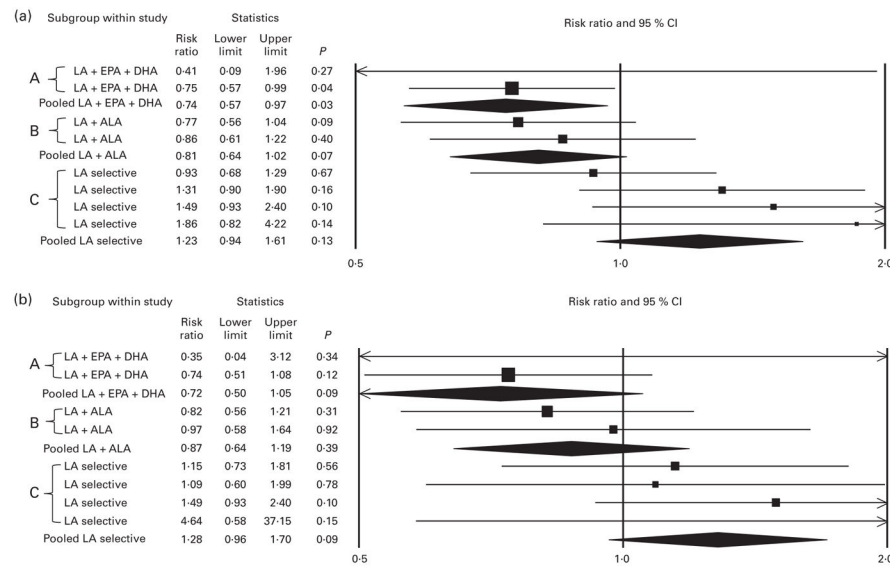 (a)
Subgroup within study Statistics Risk ratio and 95 % CI
Risk ratio Lower limit Upper limit P
A
LA + EPA + DHA 0·41 0·09 1·96 0·27
LA + EPA + DHA 0·75 0·57 0·99 0·04
Pooled LA + EPA + DHA 0·74 0·57 0·97 0·03
B
LA + ALA 0·77 0·56 1·04 0·09
LA + ALA 0·86 0·61 1·22 0·40
Pooled LA + ALA 0·81 0·64 1·02 0·07
C
LA selective 0·93 0·68 1·29 0·67
LA selective 1·31 0·90 1·90 0·16
LA selective 1·49 0·93 2·40 0·10
LA selective 1·86 0·82 4·22 0·14
Pooled LA selective 1·23 0·94 1·61 0·13
0·5 1·0 2·0
(b)
Subgroup within study Statistics Risk ratio and 95 % CI
Risk ratio Lower limit Upper limit P
A
LA + EPA + DHA 0·35 0·04 3·12 0·34
LA + EPA + DHA 0·74 0·51 1·08 0·12
Pooled LA + EPA + DHA 0·72 0·50 1·05 0·09
B
LA + ALA 0·82 0·56 1·21 0·31
LA + ALA 0·97 0·58 1·64 0·92
Pooled LA + ALA 0·87 0·64 1·19 0·39
C
LA selective 1·15 0·73 1·81 0·56
LA selective 1·09 0·60 1·99 0·78
LA selective 1·49 0·93 2·40 0·10
LA selective 4·64 0·58 37·15 0·15
Pooled LA selective 1·28 0·96 1·70 0·09
0·5 1·0 2·0